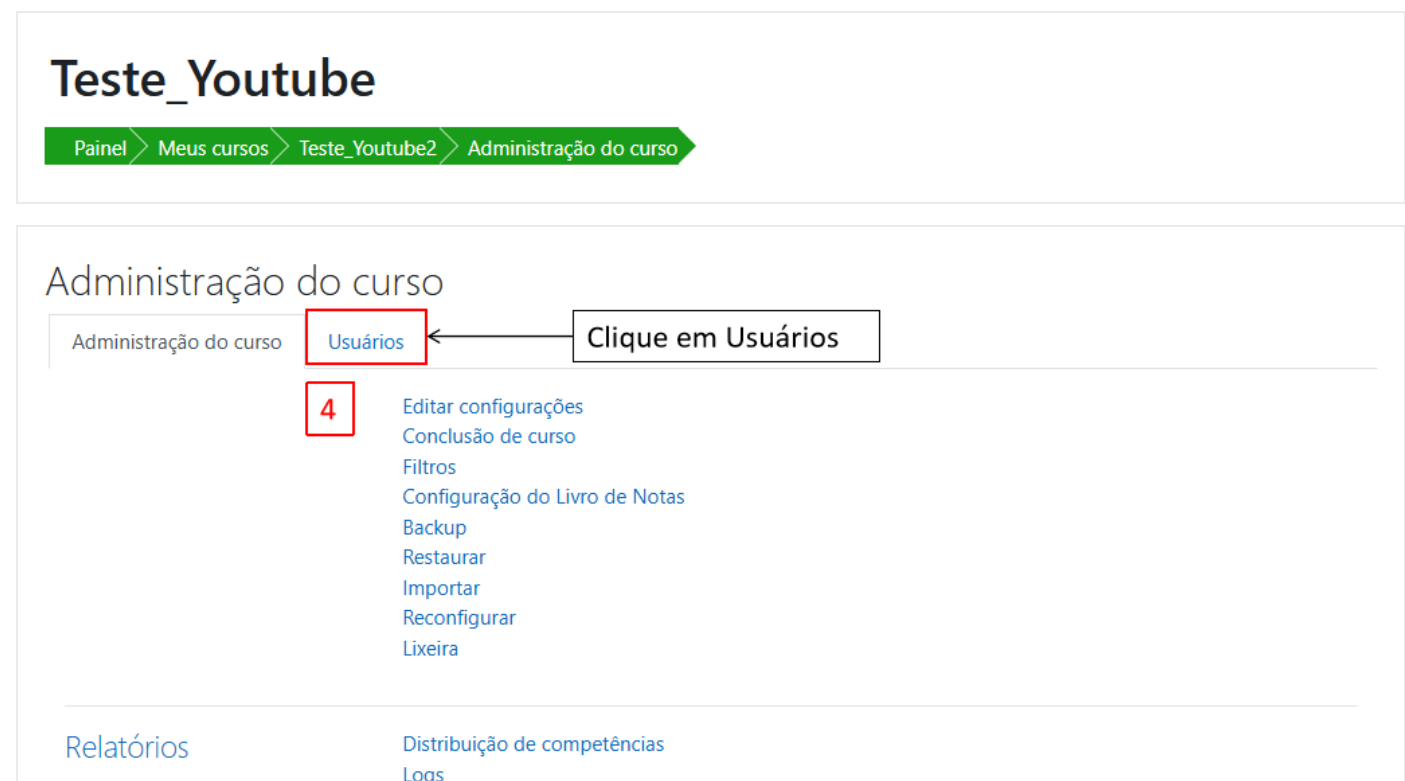 Teste_Youtube
Painel Meus cursos Teste_Youtube2 Administração do curso
Administração do curso
Administração do curso Usuários Clique em Usuários
4
Editar configurações
Conclusão de curso
Filtros
Configuração do Livro de Notas
Backup
Restaurar
Importar
Reconfigurar
Lixeira
Relatórios Distribuição de competências
Logs